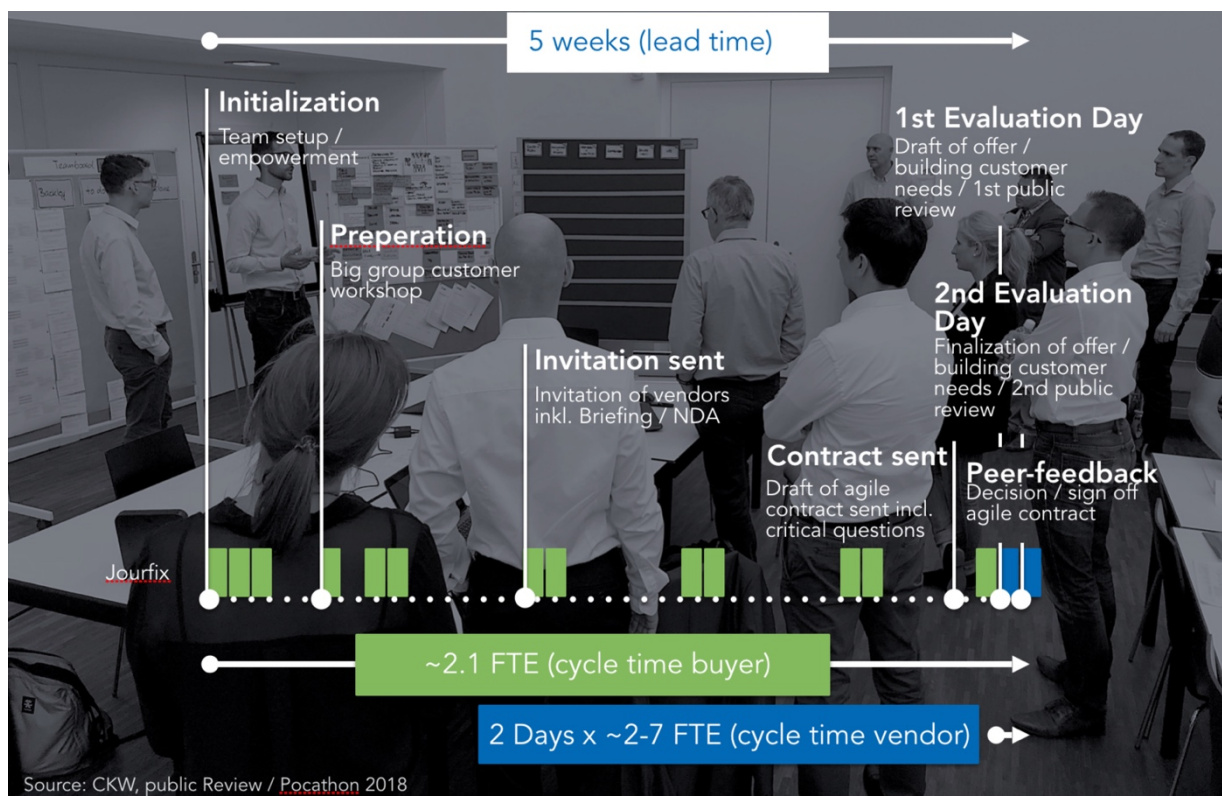 5 weeks (lead time)
Initialization
Team setup /
empowerment
Preperation
Big group customer
workshop
Invitation sent
Invitation of vendors
inkl. Briefing / NDA
Contract sent
Draft of agile
contract sent incl.
critical questions
1st Evaluation Day
Draft of offer /
building customer
needs / 1st public
review
2nd Evaluation
Day
Finalization of offer /
building customer
needs / 2nd public
review
Peer-feedback
Decision / sign off
agile contract
Jourfix
~2.1 FTE (cycle time buyer)
2 Days x ~2-7 FTE (cycle time vendor)
Source: CKW, public Review / Pocathon 2018